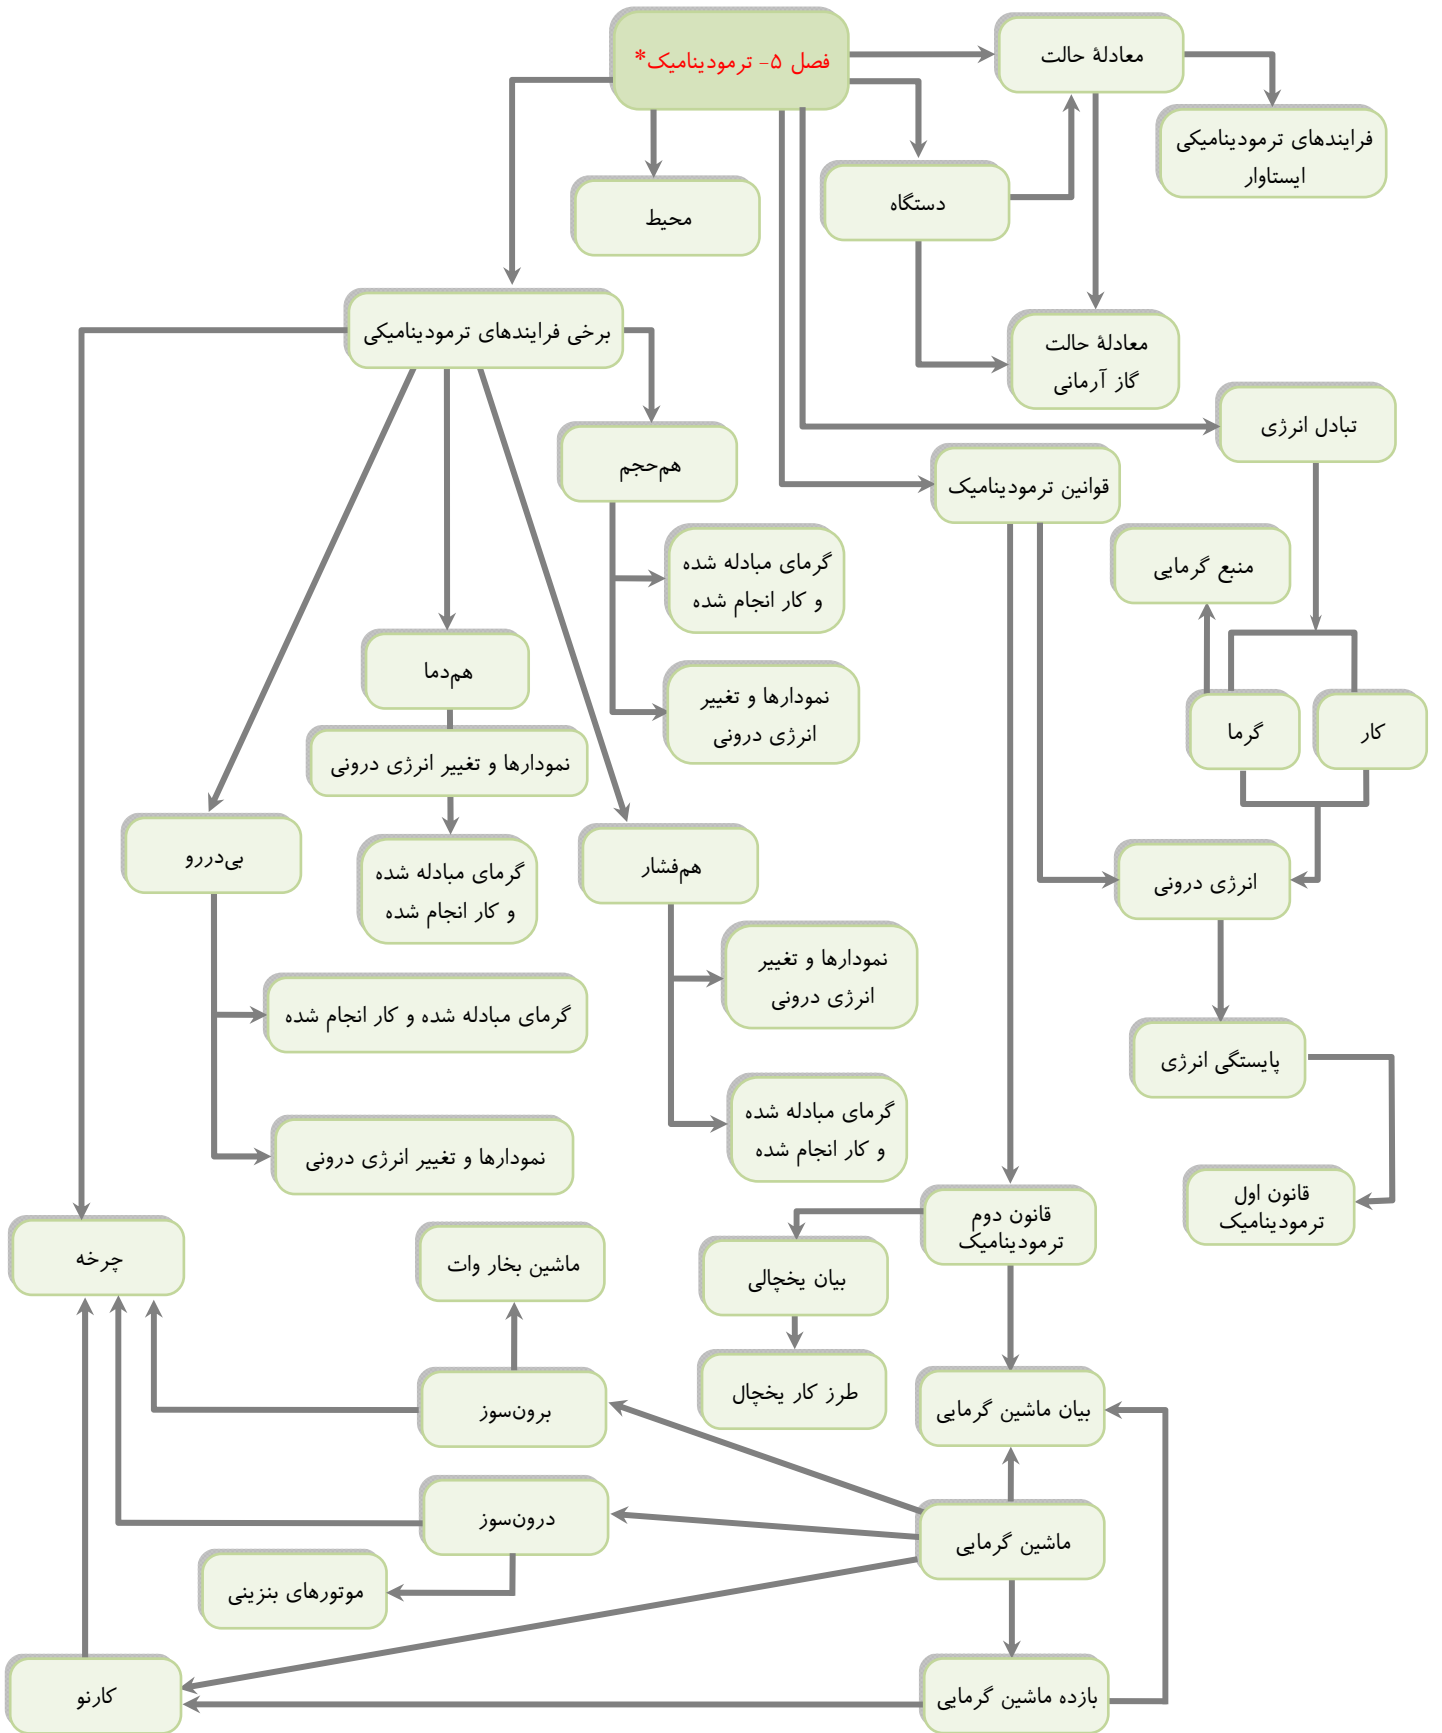 فصل ۵- ترمودینامیک*
معادلهٔ حالت
فرایندهای ترمودینامیکی
ایستاوار
دستگاه
محیط
برخی فرایندهای ترمودینامیکی
معادلهٔ حالت
گاز آرمانی
تبادل انرژی
هم‌حجم
قوانین ترمودینامیک
منبع گرمایی
گرمای مبادله شده
و کار انجام شده
هم‌دما
نمودارها و تغییر
انرژی درونی
کار
گرما
نمودارها و تغییر انرژی درونی
بی‌دررو
گرمای مبادله شده
و کار انجام شده
هم‌فشار
انرژی درونی
نمودارها و تغییر
انرژی درونی
گرمای مبادله شده و کار انجام شده
پایستگی انرژی
گرمای مبادله شده
و کار انجام شده
نمودارها و تغییر انرژی درونی
قانون اول
ترمودینامیک
قانون دوم
ترمودینامیک
چرخه
ماشین بخار وات
بیان یخچالی
طرز کار یخچال
بیان ماشین گرمایی
برون‌سوز
درون‌سوز
ماشین گرمایی
موتورهای بنزینی
کارنو
بازده ماشین گرمایی